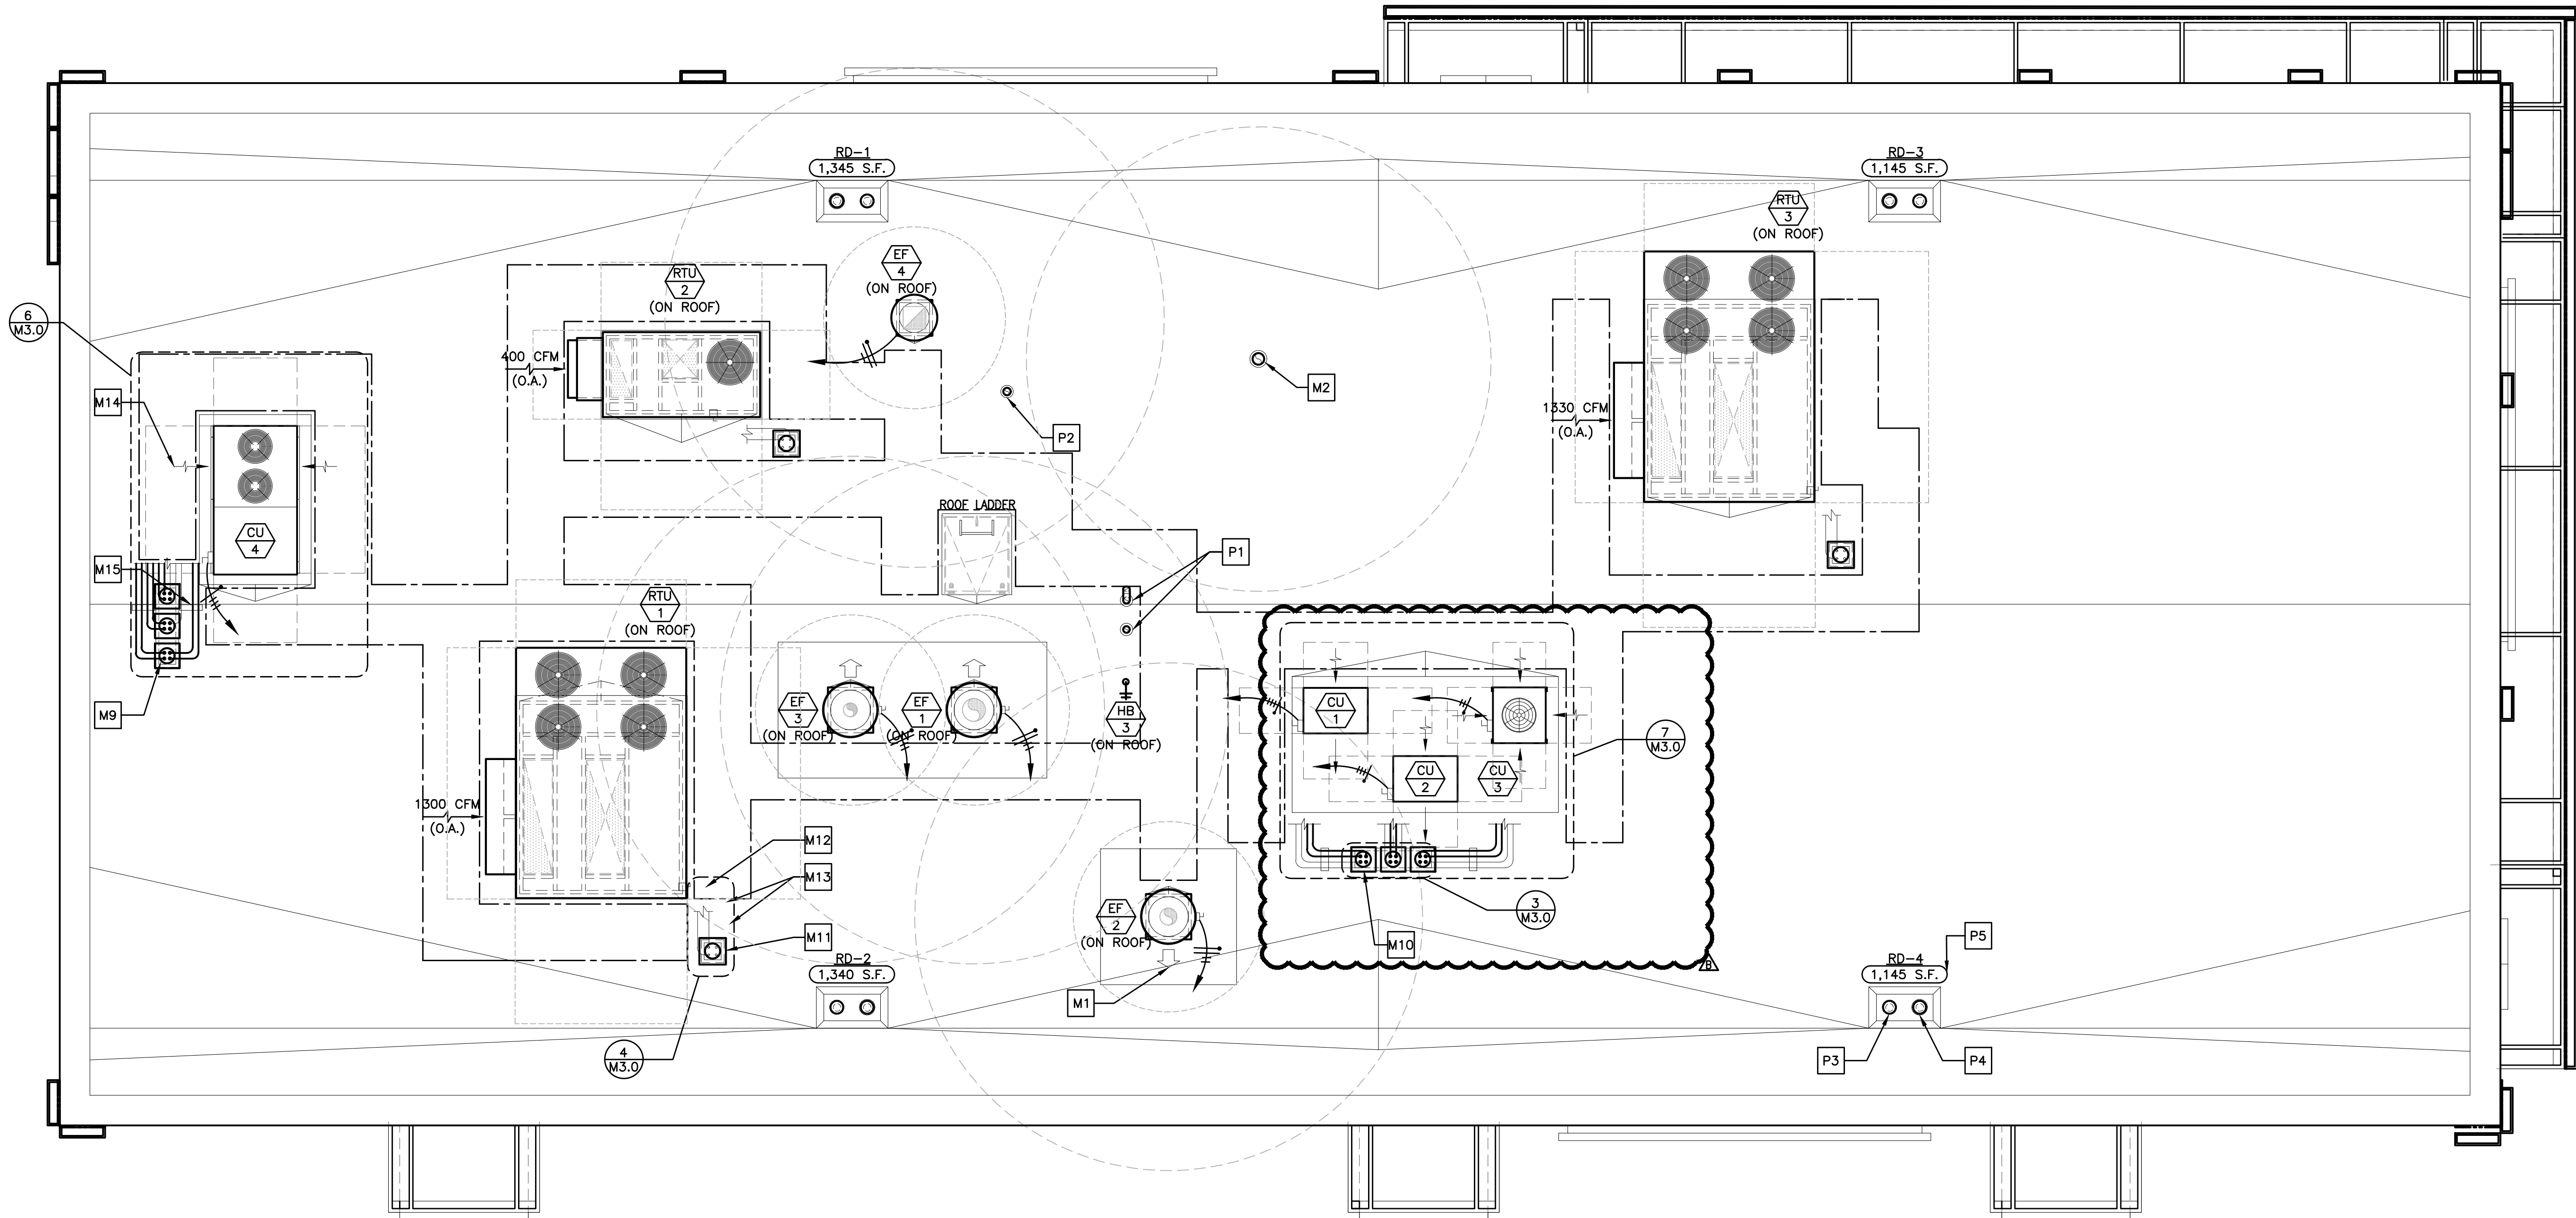 RD-1
1,345 S.F.
RD-3
1,145 S.F.
RTU
3
(ON ROOF)
EF
4
(ON ROOF)
RTU
2
(ON ROOF)
6
M3.0
400 CFM
(O.A.)
M2
M14
1330 CFM
(O.A.)
P2
ROOF LADDER
CU
4
P1
M15
RTU
1
(ON ROOF)
M9
EF
3
(ON ROOF)
EF
1
(ON ROOF)
HB
3
(ON ROOF)
CU
1
7
M3.0
CU
2
CU
3
1300 CFM
(O.A.)
M12
M13
EF
2
(ON ROOF)
3
M3.0
M11
M10
P5
RD-2
1,340 S.F.
RD-4
1,145 S.F.
B
M1
4
M3.0
P3
P4